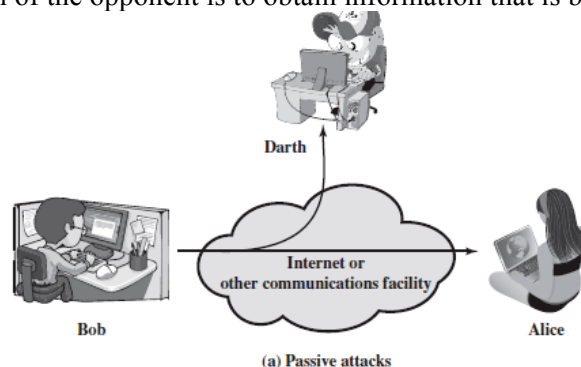 of the opponent is to obtain information that is b
Darth
Internet or
other communications facility
Bob
Alice
(a) Passive attacks